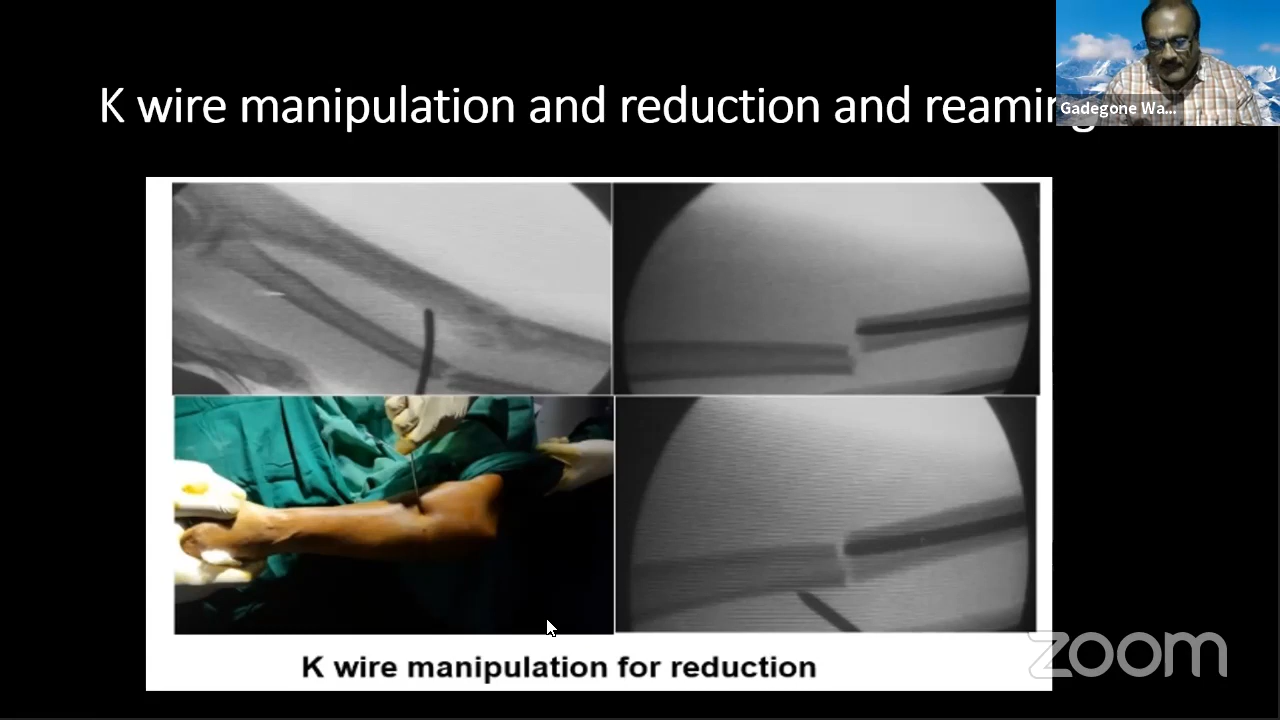 K wire manipulation and reduction and reaming
Gadegone Wa...
K wire manipulation for reduction
zoom